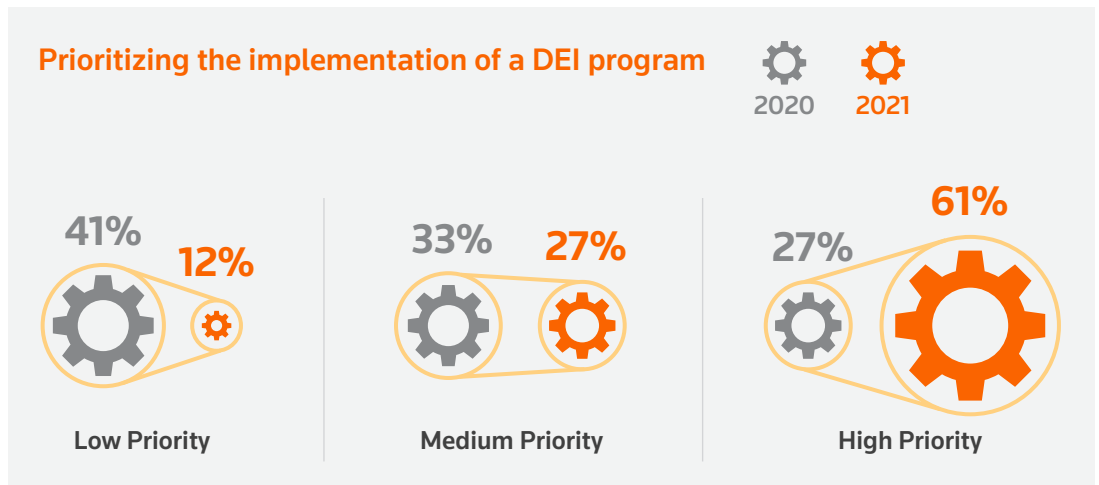 Prioritizing the implementation of a DEI program
2020 2021
41% 12% 33% 27% 27% 61%
Low Priority Medium Priority High Priority